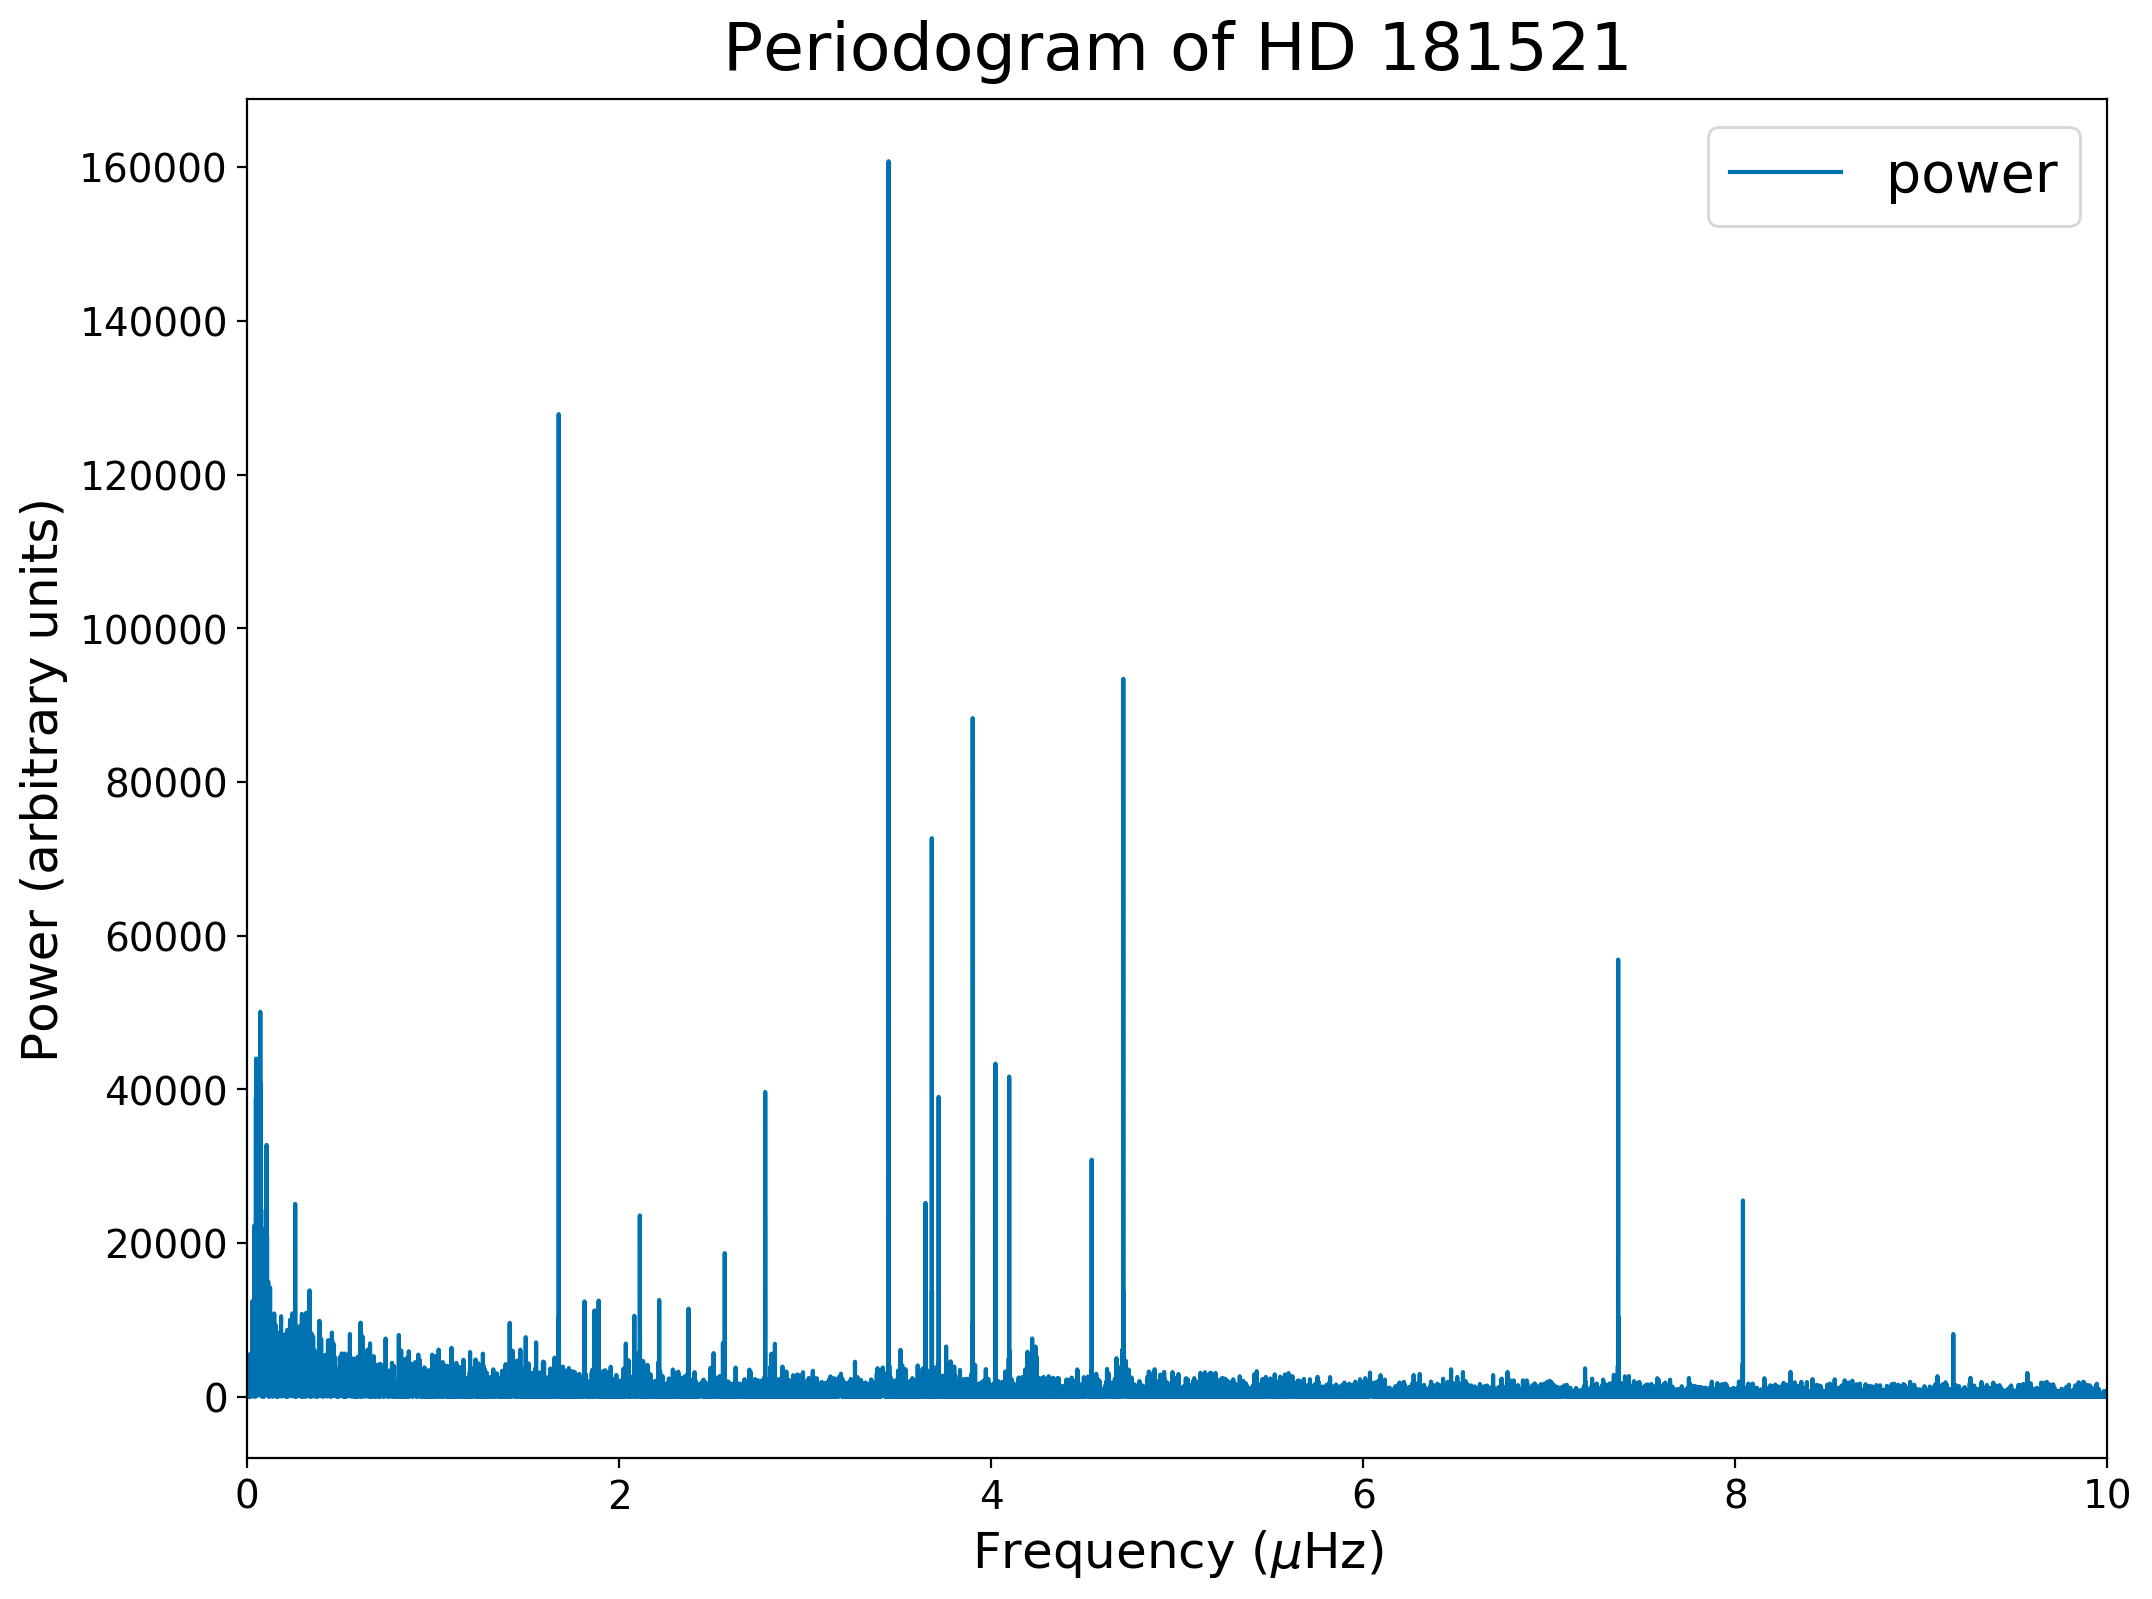 Periodogram of HD 181521
power
160000
140000
120000
100000
80000
60000
40000
20000
0
Power (arbitrary units)
0 2 4 6 8 10
Frequency (μHz)